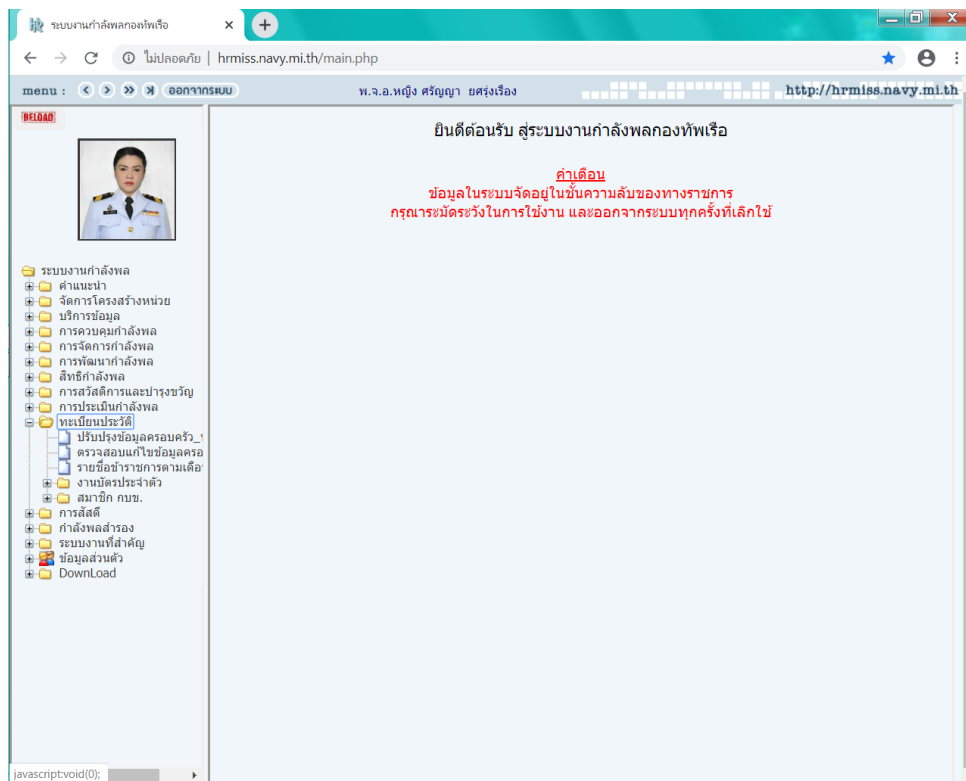 ระบบงานกำลังพลกองทัพเรือ
ไม่ปลอดภัย | hrmiss.navy.mi.th/main.php
menu : ออกจากระบบ พ.จ.อ.หญิง ศรัญญา ยศรุ่งเรือง http://hrmiss.navy.mi.th
RELOAD
ยินดีต้อนรับ สู่ระบบงานกำลังพลกองทัพเรือ
คำเตือน
ข้อมูลในระบบจัดอยู่ในชั้นความลับของทางราชการ
กรุณาระมัดระวังในการใช้งาน และออกจากระบบทุกครั้งที่เลิกใช้
ระบบงานกำลังพล
คำแนะนำ
จัดการโครงสร้างหน่วย
บริการข้อมูล
การควบคุมกำลังพล
การจัดการกำลังพล
การพัฒนากำลังพล
สิทธิกำลังพล
การสวัสดิการและบำรุงขวัญ
การประเมินกำลังพล
ทะเบียนประวัติ
ปรับปรุงข้อมูลครอบครัว_
ตรวจสอบแก้ไขข้อมูลครอ
รายชื่อข้าราชการตามเดือ
งานบัตรประจำตัว
สมาชิก กบข.
การสัสดี
กำลังพลสำรอง
ระบบงานที่สำคัญ
ข้อมูลส่วนตัว
DownLoad
javascript:void(0);